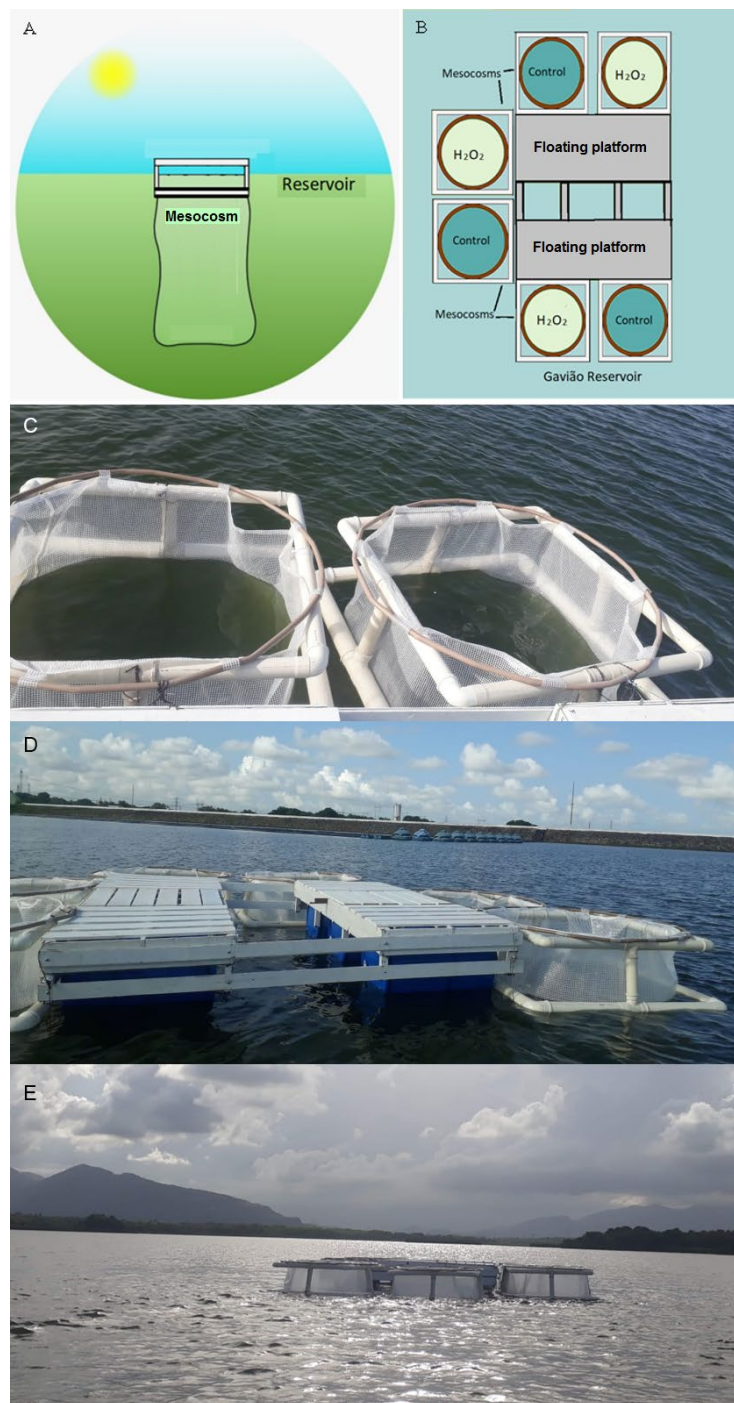 A
Reservoir
Mesocosm
B
Mesocosms
Control
H₂O₂
H₂O₂
Floating platform
Control
Floating platform
Mesocosms
H₂O₂
Control
Gavião Reservoir
C
D
E